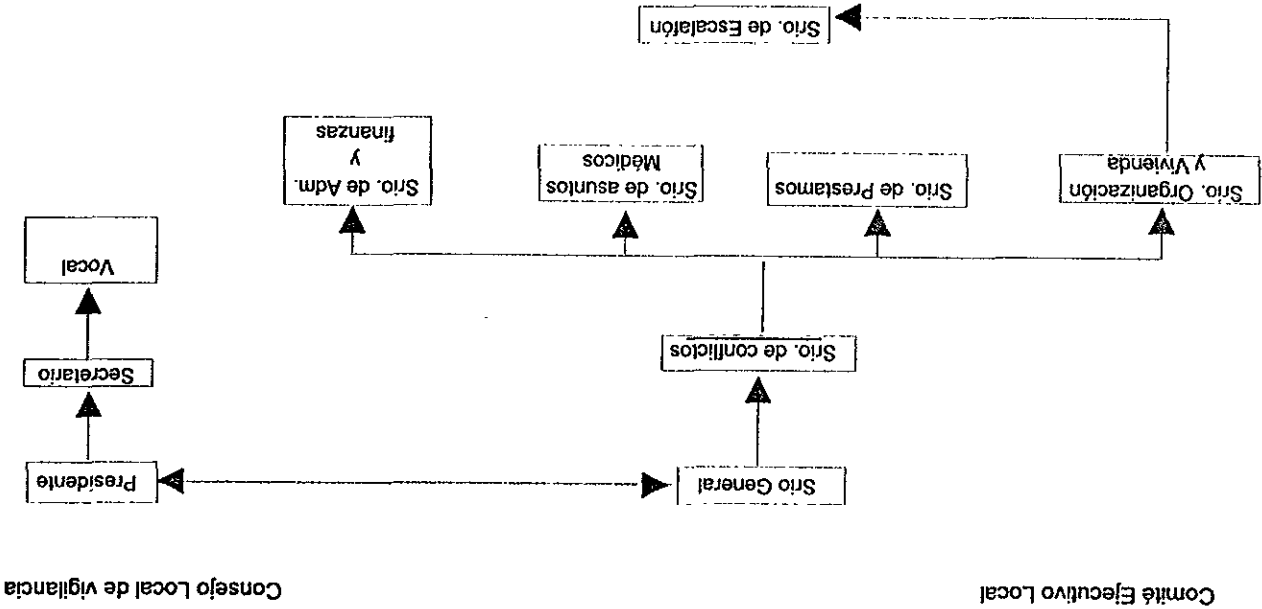 Comité Ejecutivo Local
Consejo Local de vigilancia
Srio General
Presidente
Srio. de conflictos
Secretario
Vocal
Srio. Organización
y Vivienda
Srio. de Prestamos
Srio. de asuntos
Médicos
Srio. de Adm.
y
finanzas
Srio. de Escalafón